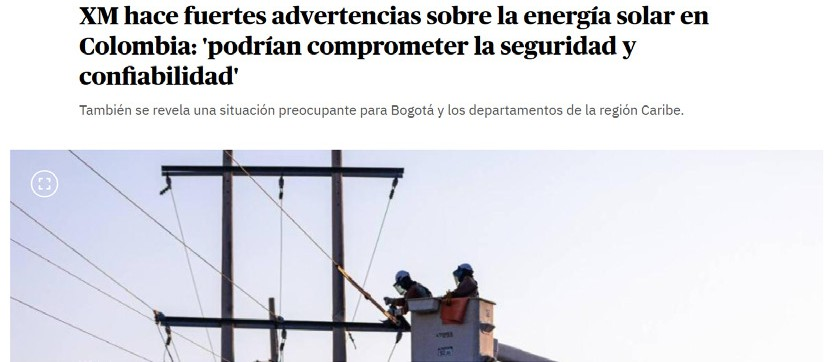 XM hace fuertes advertencias sobre la energía solar en
Colombia: 'podrían comprometer la seguridad y
confiabilidad'
También se revela una situación preocupante para Bogotá y los departamentos de la región Caribe.